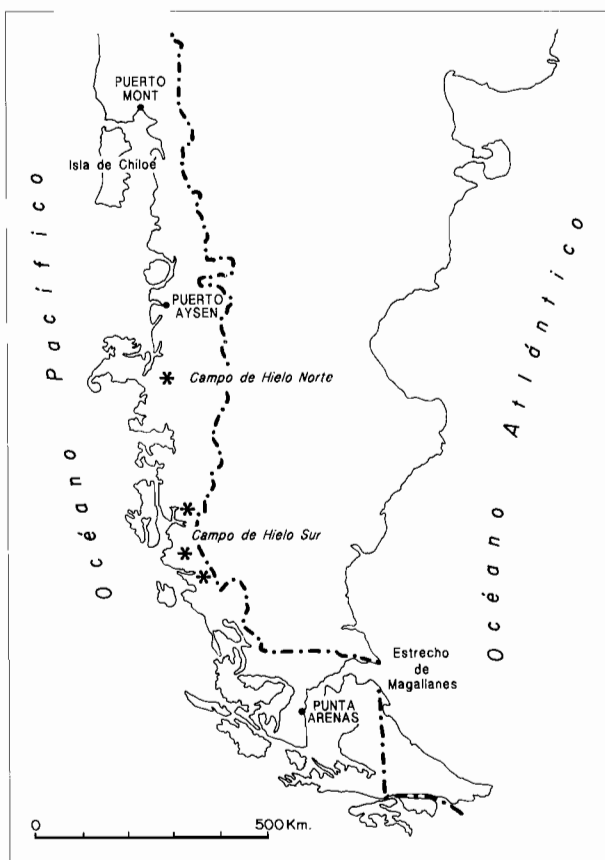 PUERTO
MONT
Isla de Chiloé
Océano Pacífico
PUERTO
AYSEN
Campo de Hielo Norte
Océano Atlántico
Campo de Hielo Sur
Estrecho
de
Magallanes
PUNTA
ARENAS
0 500 Km.